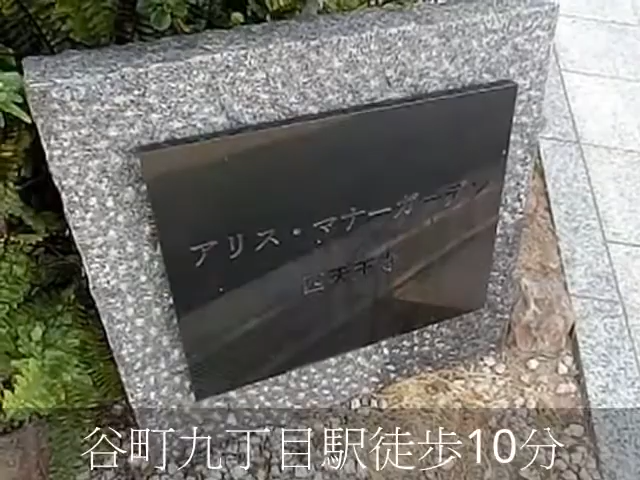 アリス・マナーガーデン
四天王寺
谷町九丁目駅徒歩10分